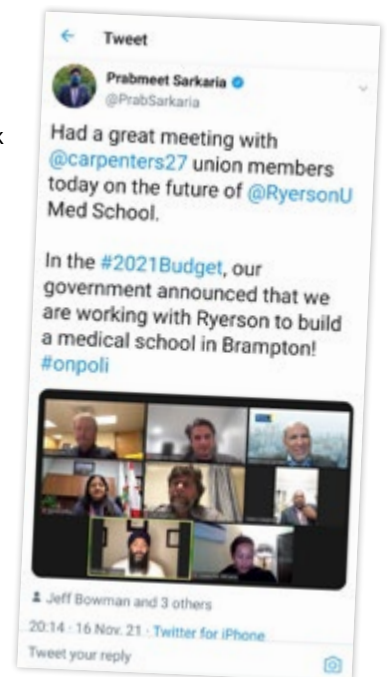 Tweet
Prabmeet Sarkaria
@PrabSarkaria
Had a great meeting with
@carpenters27 union members
today on the future of @RyersonU
Med School.
In the #2021Budget, our
government announced that we
are working with Ryerson to build
a medical school in Brampton!
#onpoli
Jeff Bowman and 3 others
20:14 · 16 Nov. 21 · Twitter for iPhone
Tweet your reply